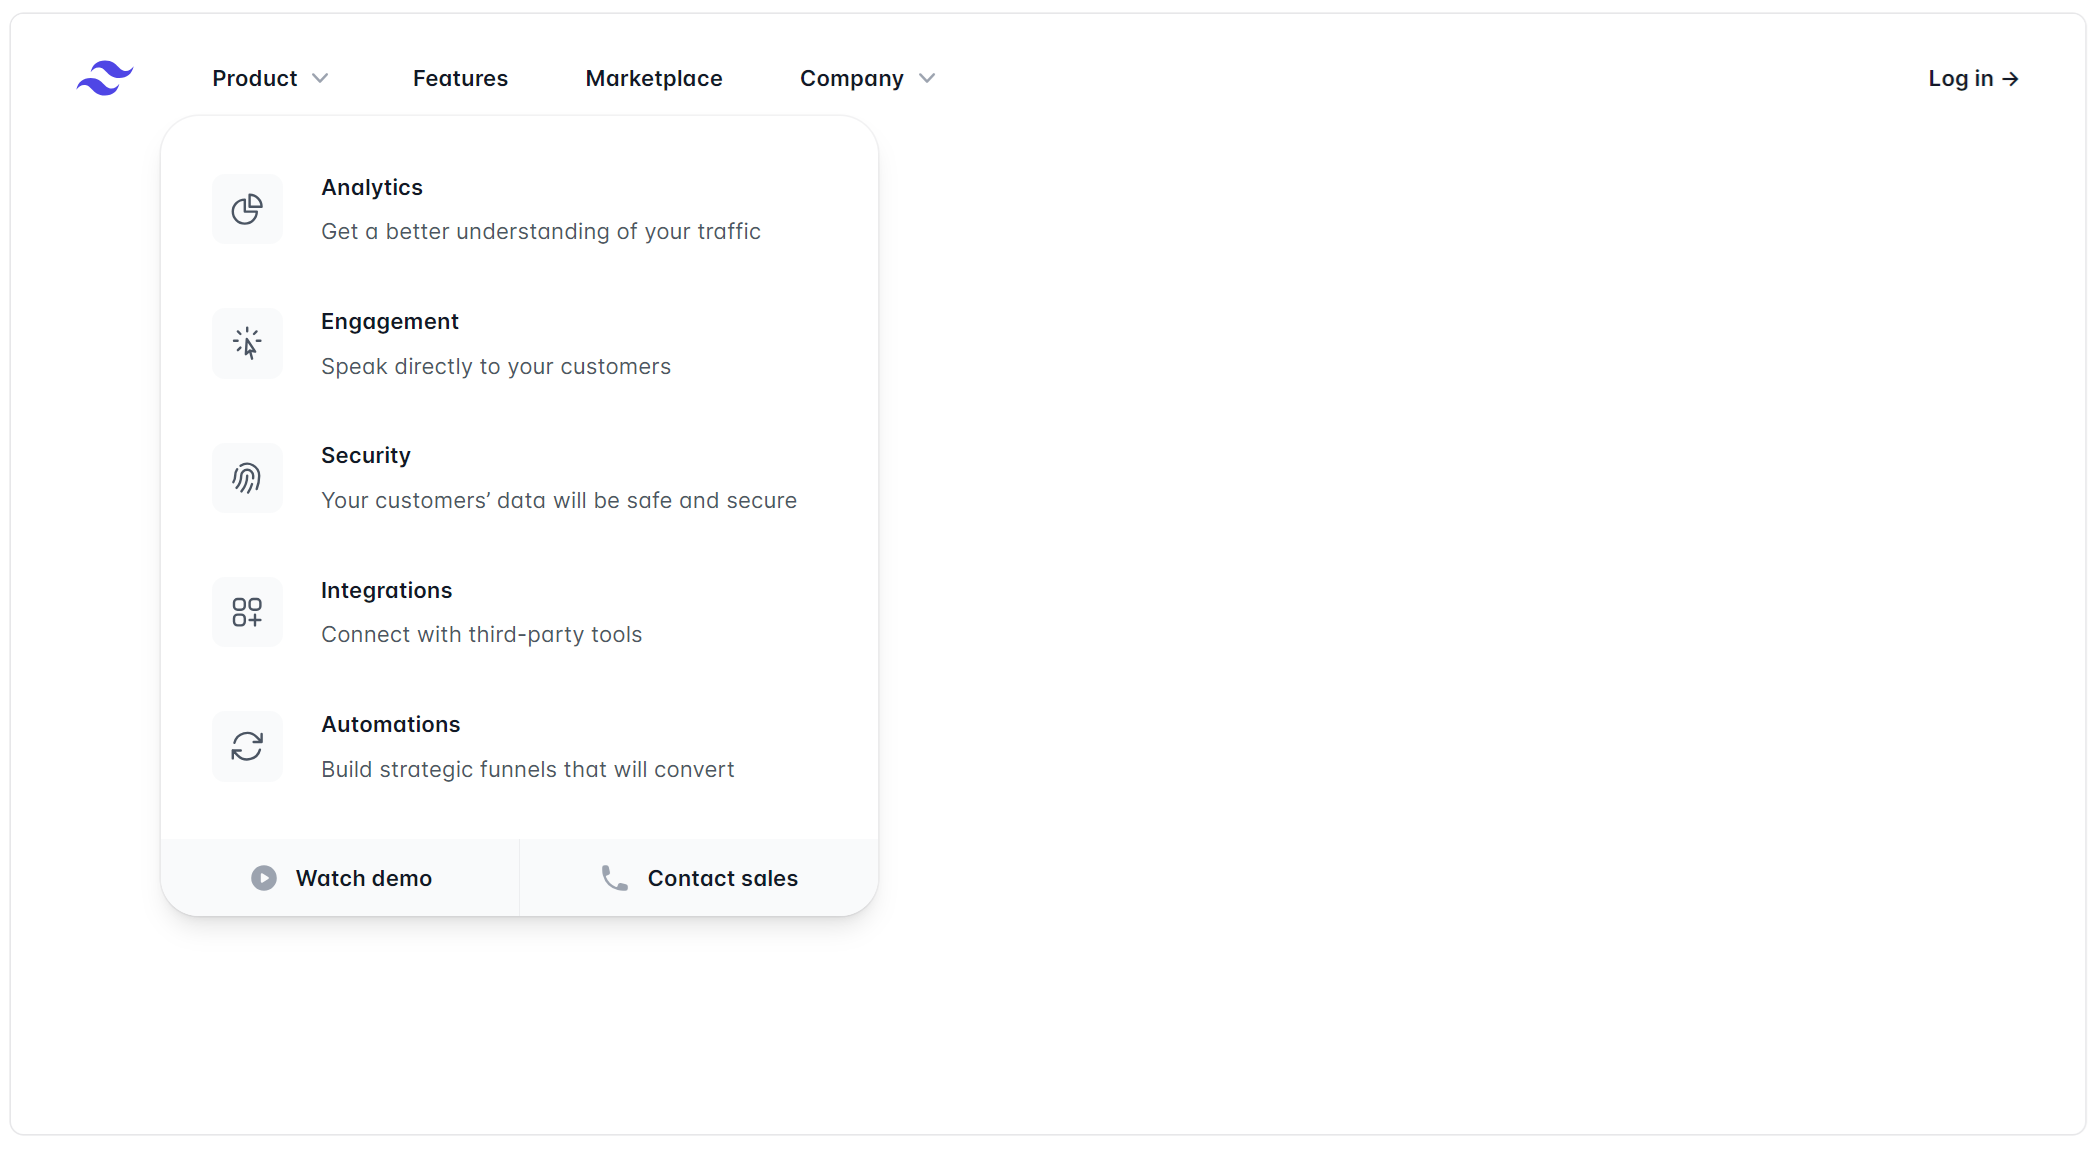 Product
Features
Marketplace
Company
Log in →
Analytics
Get a better understanding of your traffic
Engagement
Speak directly to your customers
Security
Your customers’ data will be safe and secure
Integrations
Connect with third-party tools
Automations
Build strategic funnels that will convert
Watch demo
Contact sales